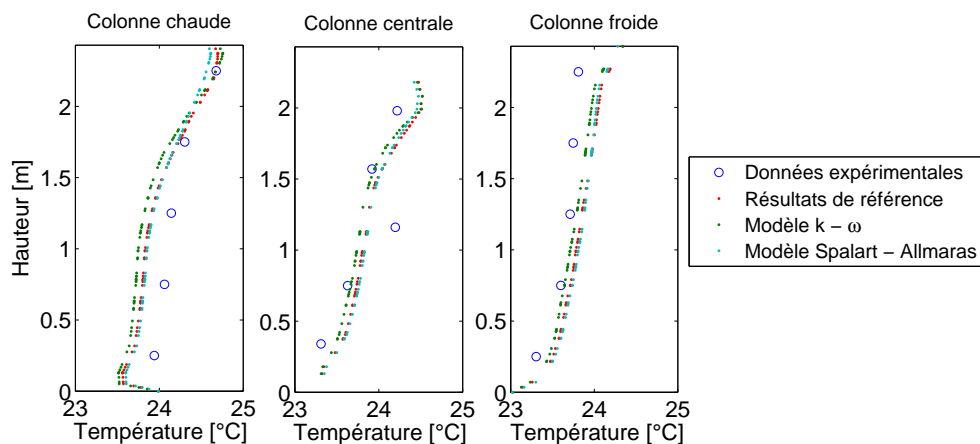 Colonne chaude
Colonne centrale
Colonne froide
Hauteur [m]
2
1.5
1
0.5
0
23
24
25
Température [°C]
2
1.5
1
0.5
0
23
24
25
Température [°C]
2
1.5
1
0.5
0
23
24
25
Température [°C]
Données expérimentales
Résultats de référence
Modèle k − ω
Modèle Spalart − Allmaras